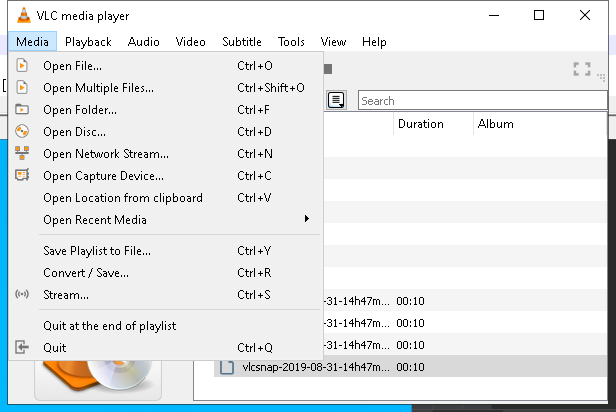 VLC media player
Media Playback Audio Video Subtitle Tools View Help
Open File... Ctrl+O
Open Multiple Files... Ctrl+Shift+O
Open Folder... Ctrl+F
Open Disc... Ctrl+D
Open Network Stream... Ctrl+N
Open Capture Device... Ctrl+C
Open Location from clipboard Ctrl+V
Open Recent Media
Save Playlist to File... Ctrl+Y
Convert / Save... Ctrl+R
Stream... Ctrl+S
Quit at the end of playlist
Quit Ctrl+Q
Search
Duration Album
-31-14h47m... 00:10
-31-14h47m... 00:10
-31-14h47m... 00:10
vlcsnap-2019-08-31-14h47m... 00:10